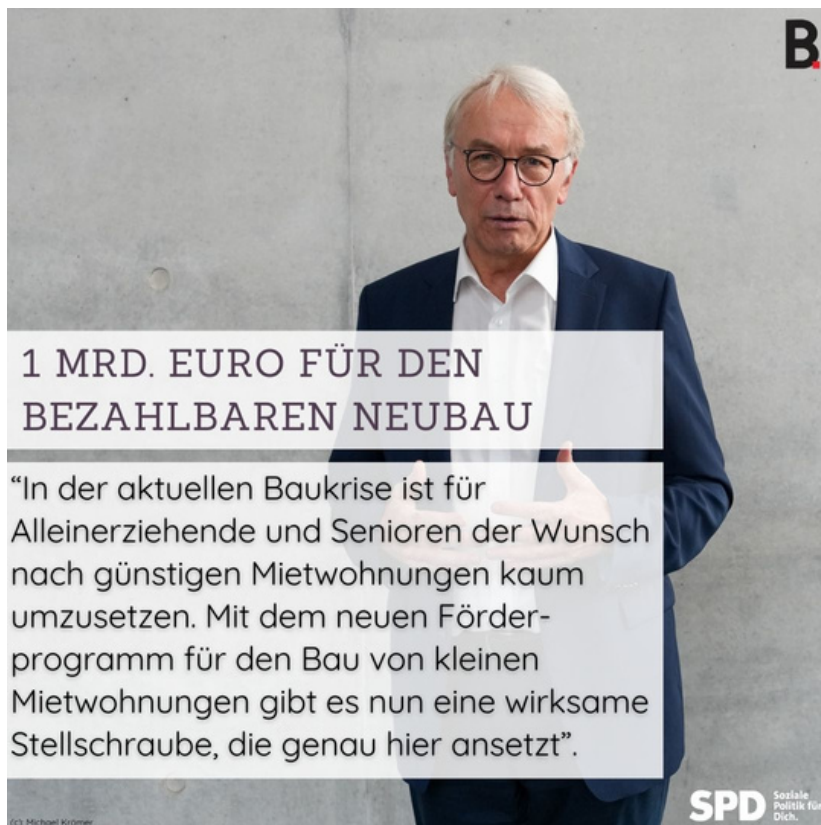 B.
1 MRD. EURO FÜR DEN
BEZAHLBAREN NEUBAU
“In der aktuellen Baukrise ist für
Alleinerziehende und Senioren der Wunsch
nach günstigen Mietwohnungen kaum
umzusetzen. Mit dem neuen Förder-
programm für den Bau von kleinen
Mietwohnungen gibt es nun eine wirksame
Stellschraube, die genau hier ansetzt”.
(c) Michael Krömer
SPD
Soziale
Politik für
Dich.